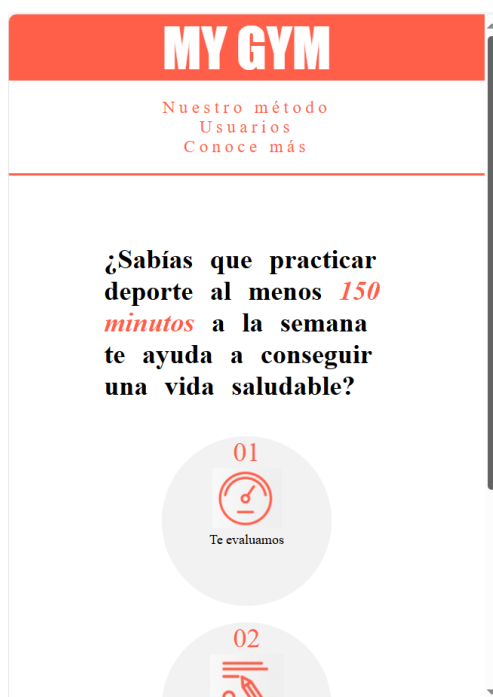 MY GYM
Nuestro método
Usuarios
Conoce más
¿Sabías que practicar
deporte al menos 150
minutos a la semana
te ayuda a conseguir
una vida saludable?
01
Te evaluamos
02